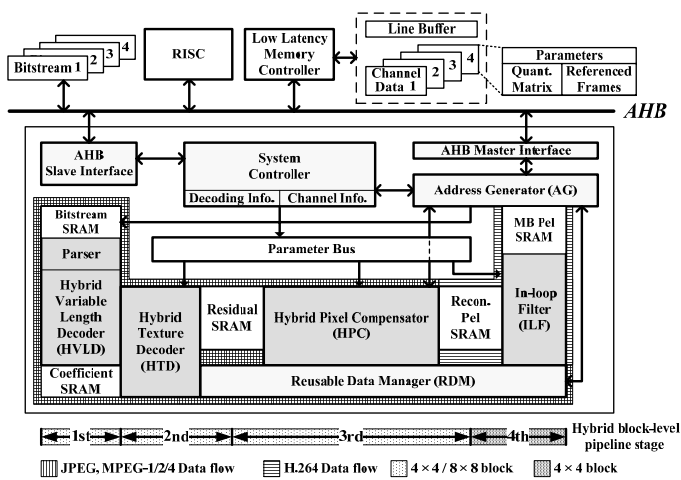 Bitstream 1
2
3
4
RISC
Low Latency
Memory
Controller
Line Buffer
Channel
Data 1
2
3
4
Parameters
Quant.
Matrix
Referenced
Frames
AHB
AHB
Slave Interface
System
Controller
Decoding Info.
Channel Info.
AHB Master Interface
Address Generator (AG)
Bitstream
SRAM
Parser
Hybrid
Variable
Length
Decoder
(HVLD)
Coefficient
SRAM
Parameter Bus
MB Pel
SRAM
Hybrid
Texture
Decoder
(HTD)
Residual
SRAM
Hybrid Pixel Compensator
(HPC)
Recon.
Pel
SRAM
In-loop
Filter
(ILF)
Reusable Data Manager (RDM)
1st
2nd
3rd
4th
Hybrid block-level
pipeline stage
JPEG, MPEG-1/2/4 Data flow
H.264 Data flow
4 × 4 / 8 × 8 block
4 × 4 block